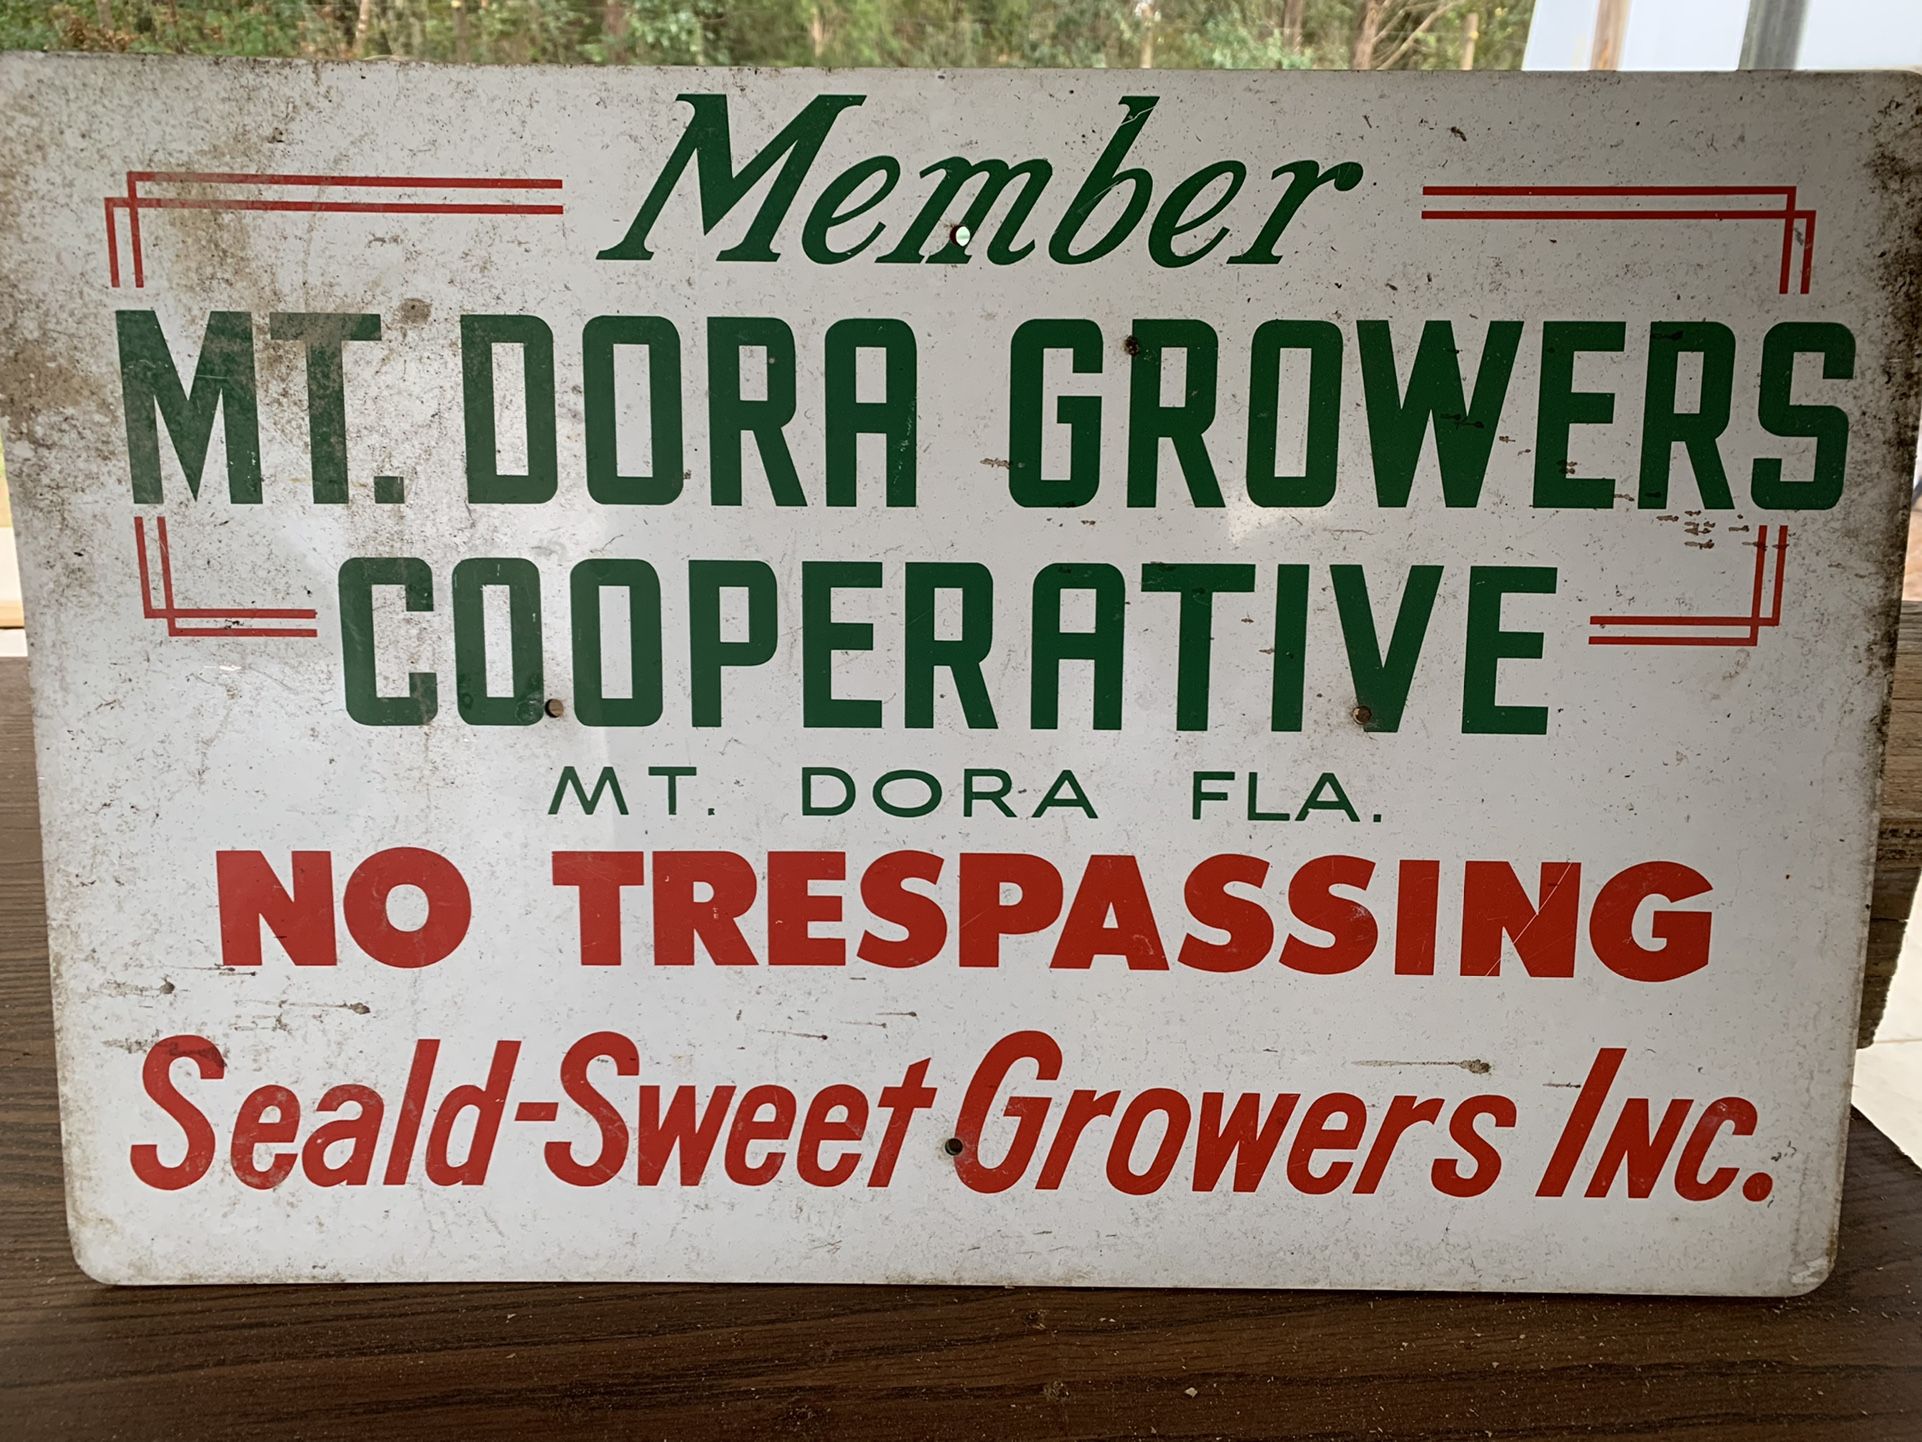 Member
MT. DORA GROWERS
COOPERATIVE
MT. DORA FLA.
NO TRESPASSING
Seald-Sweet Growers Inc.